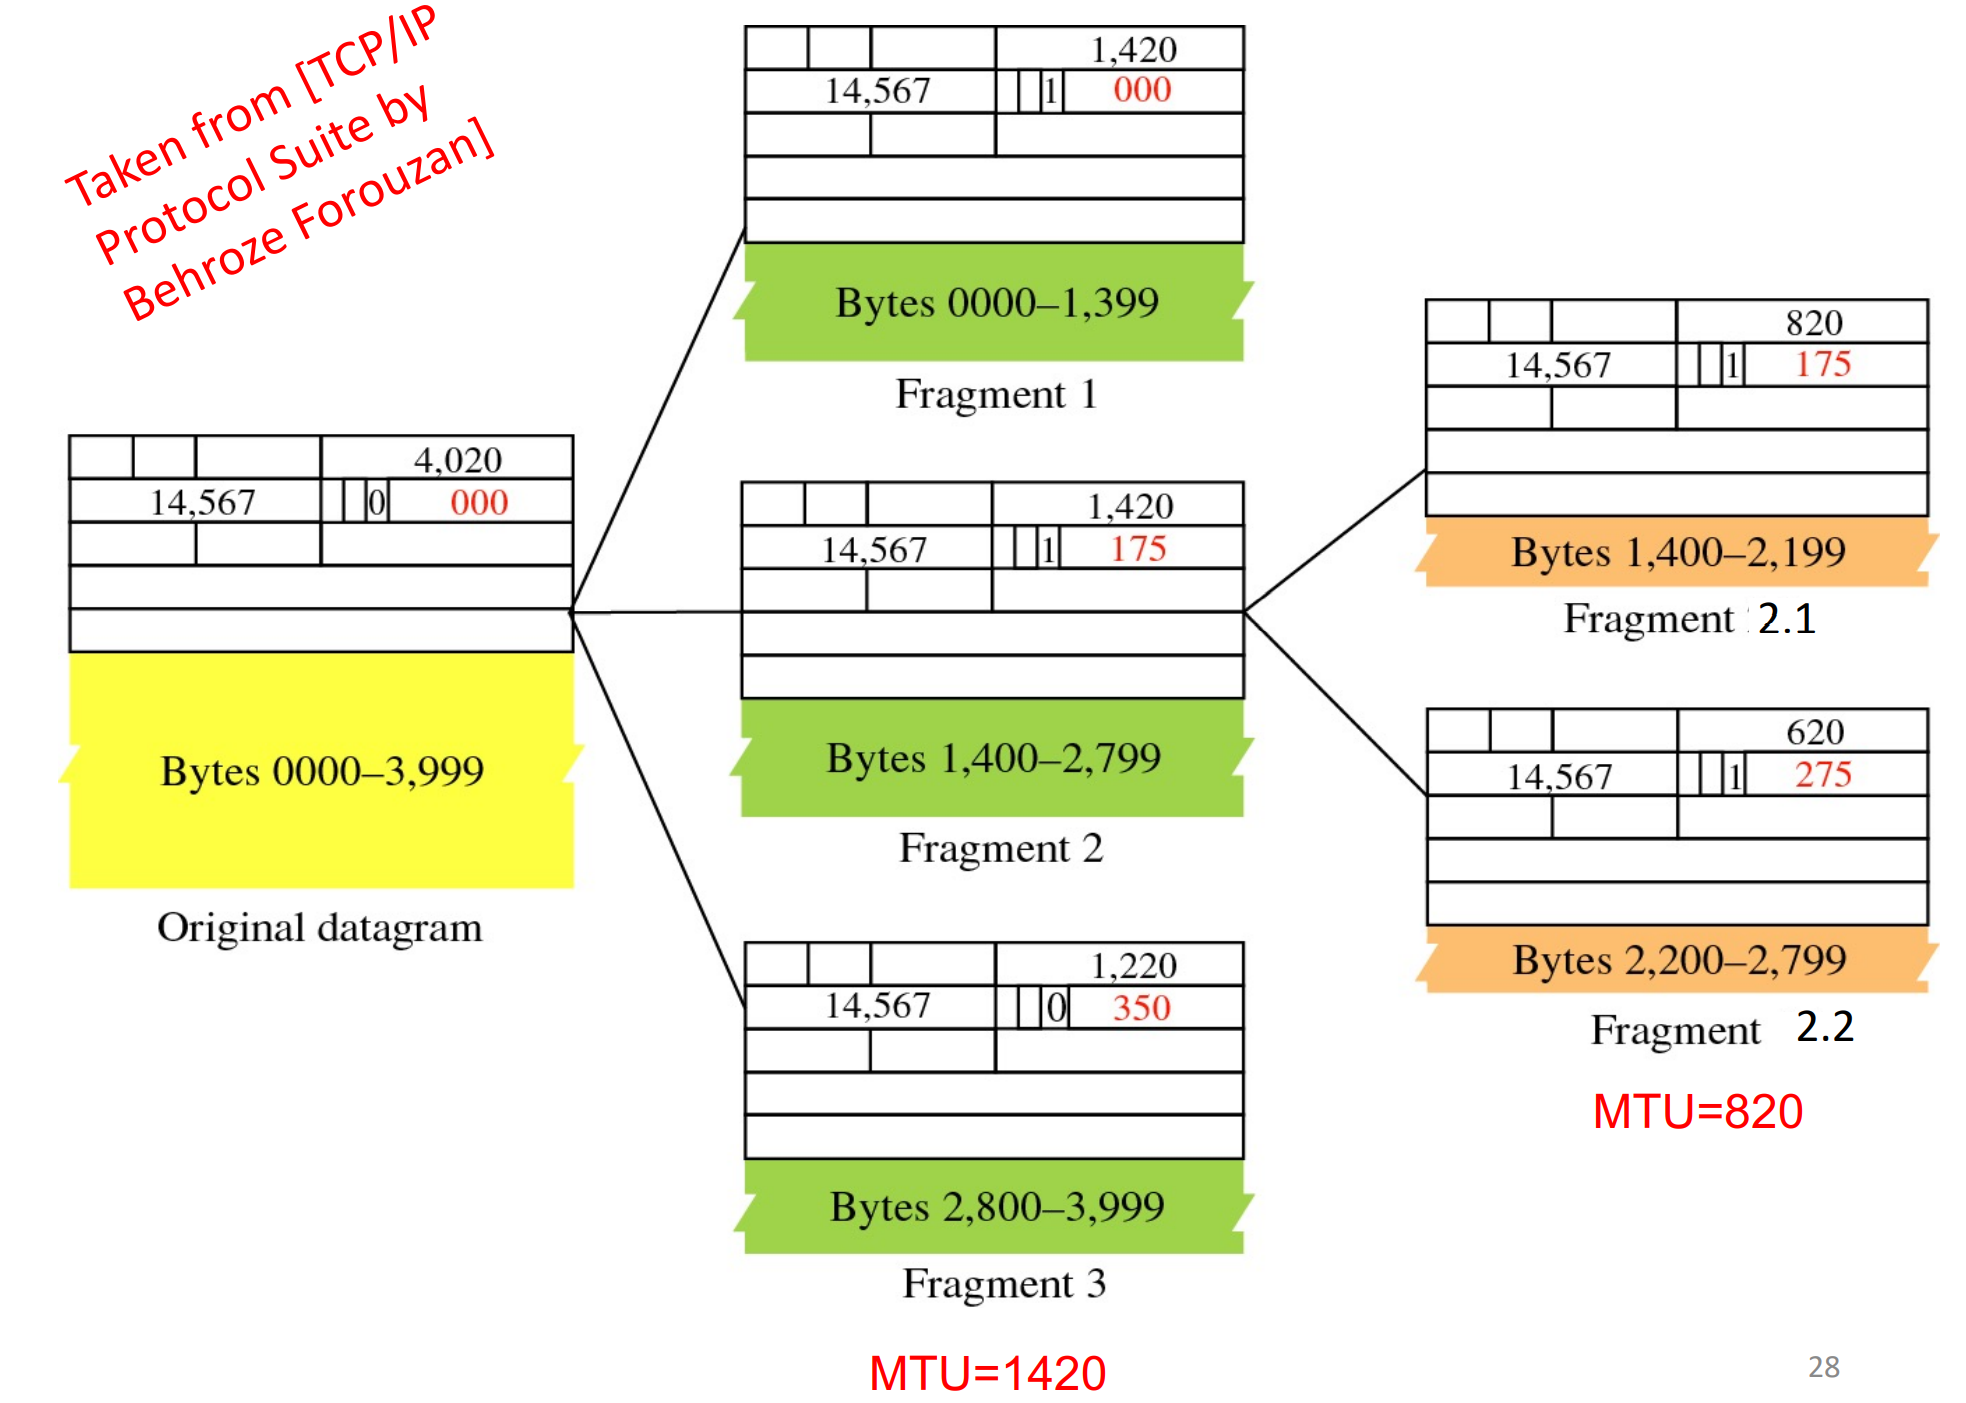 Taken from [TCP/IP
Protocol Suite by
Behroze Forouzan]
4,020
14,567 0 000
Bytes 0000–3,999
Original datagram
1,420
14,567 1 000
Bytes 0000–1,399
Fragment 1
1,420
14,567 1 175
Bytes 1,400–2,799
Fragment 2
1,220
14,567 0 350
Bytes 2,800–3,999
Fragment 3
MTU=1420
820
14,567 1 175
Bytes 1,400–2,199
Fragment 2.1
620
14,567 1 275
Bytes 2,200–2,799
Fragment 2.2
MTU=820
28